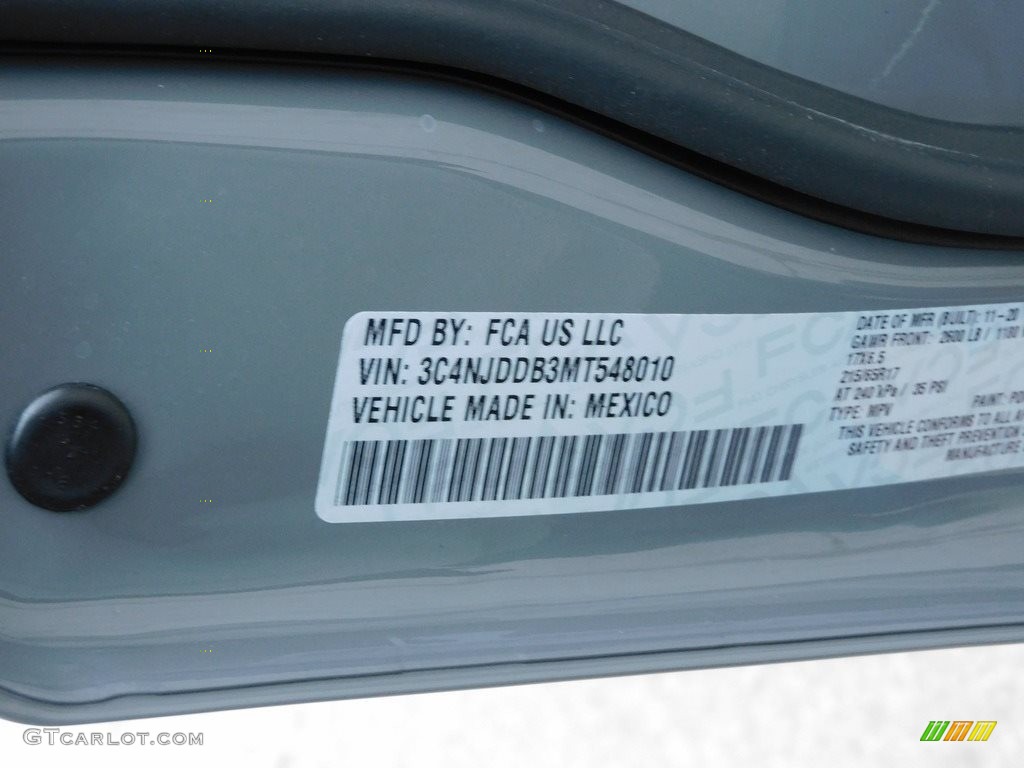 MFD BY: FCA US LLC
VIN: 3C4NJDDB3MT548010
VEHICLE MADE IN: MEXICO
DATE OF MFR (BUILT): 11-20
GAWR FRONT: 2600 LB / 1180
17X6.5
215/65R17
AT 240 kPa / 35 PSI
TYPE: MPV PAINT:
THIS VEHICLE CONFORMS TO ALL
SAFETY AND THEFT PREVENTION
MANUFACTURE
GTCARLOT.COM